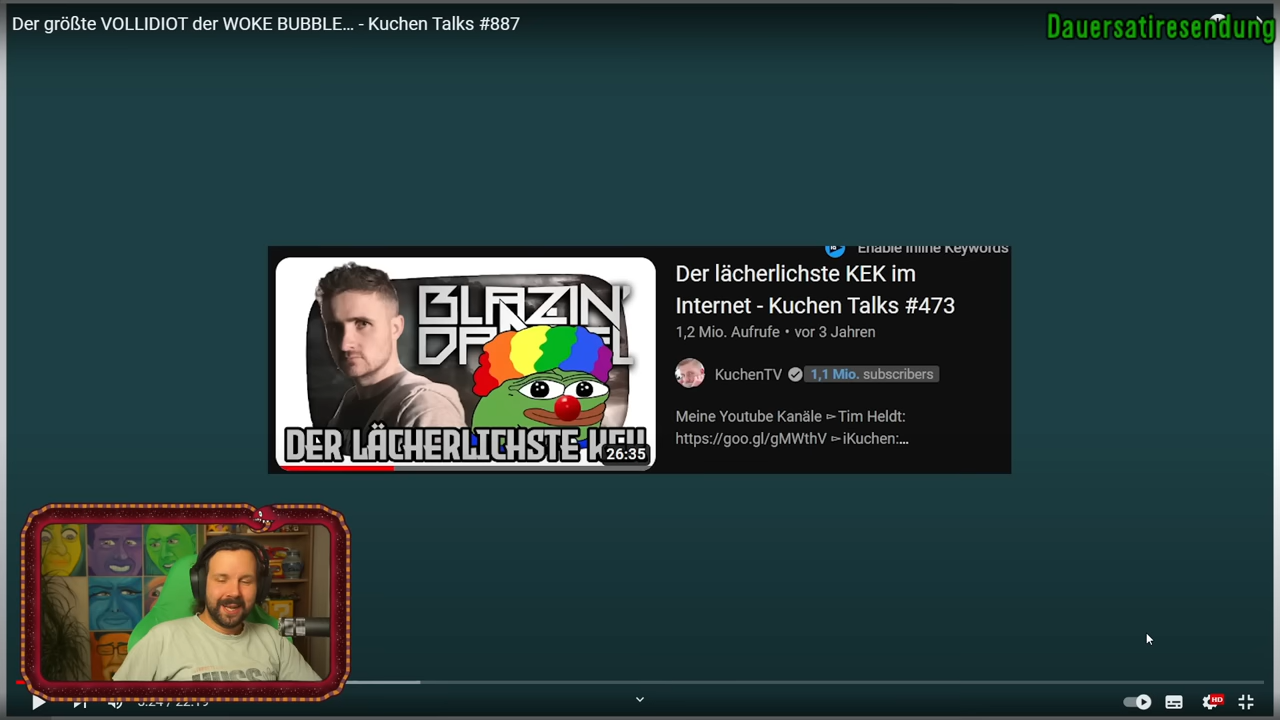 Der größte VOLLIDIOT der WOKE BUBBLE... - Kuchen Talks #887
Dauersatiresendung
Enable Inline Keywords
BLAZIN'
DER LÄCHERLICHSTE KEK
26:35
Der lächerlichste KEK im
Internet - Kuchen Talks #473
1,2 Mio. Aufrufe • vor 3 Jahren
KuchenTV 1,1 Mio. subscribers
Meine Youtube Kanäle ➣Tim Heldt:
https://goo.gl/gMWthV ➣iKuchen:...
HD